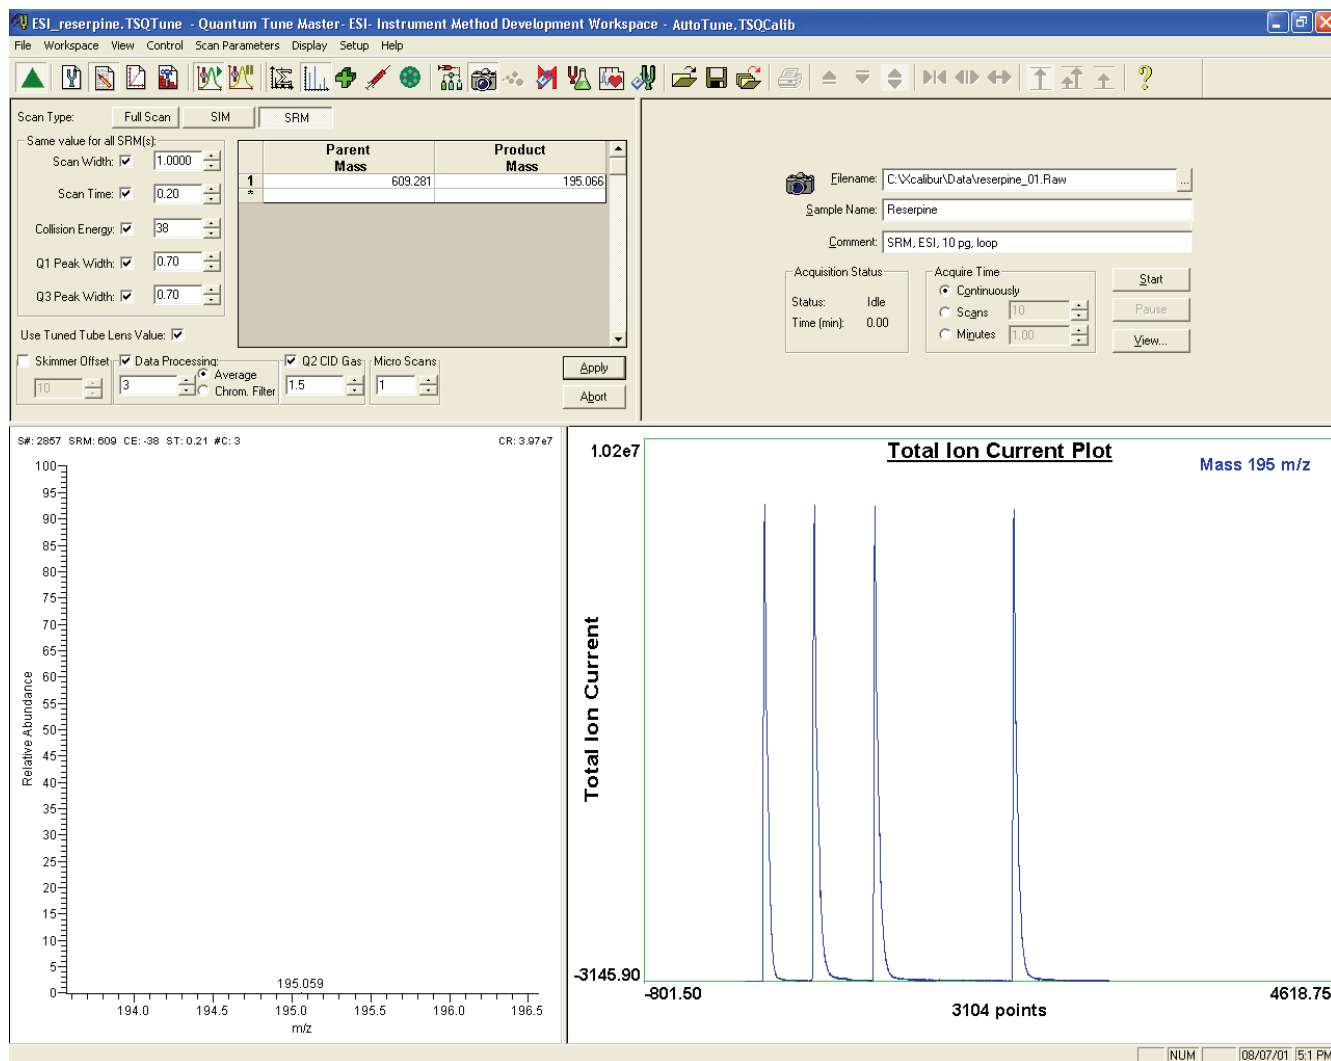 ESI_reserpine.TSQTune - Quantum Tune Master- ESI- Instrument Method Development Workspace - AutoTune.TSQCalib
File Workspace View Control Scan Parameters Display Setup Help
Scan Type: Full Scan SIM SRM
Same value for all SRM(s):
Scan Width: 1.0000
Scan Time: 0.20
Collision Energy: 38
Q1 Peak Width: 0.70
Q3 Peak Width: 0.70
Use Tuned Tube Lens Value:
Parent Mass Product Mass
1 609.281 195.066
*
Skimmer Offset Data Processing: Q2 CID Gas Micro Scans
10 3 Average 1.5 1
Chrom. Filter
Apply
Abort
Filename: C:\Xcalibur\Data\reserpine_01.Raw ...
Sample Name: Reserpine
Comment: SRM, ESI, 10 pg, loop
Acquisition Status
Status: Idle
Time (min): 0.00
Acquire Time
Continuously
Scans 10
Minutes 1.00
Start
Pause
View...
S#: 2857 SRM: 609 CE: -38 ST: 0.21 #C: 3 CR: 3.97e7
100
95
90
85
80
75
70
65
60
55
50
45
40
35
30
25
20
15
10
5
0
Relative Abundance
195.059
194.0 194.5 195.0 195.5 196.0 196.5
m/z
1.02e7
Total Ion Current Plot
Mass 195 m/z
Total Ion Current
-3145.90
-801.50 4618.75
3104 points
NUM 08/07/01 5:1 PM